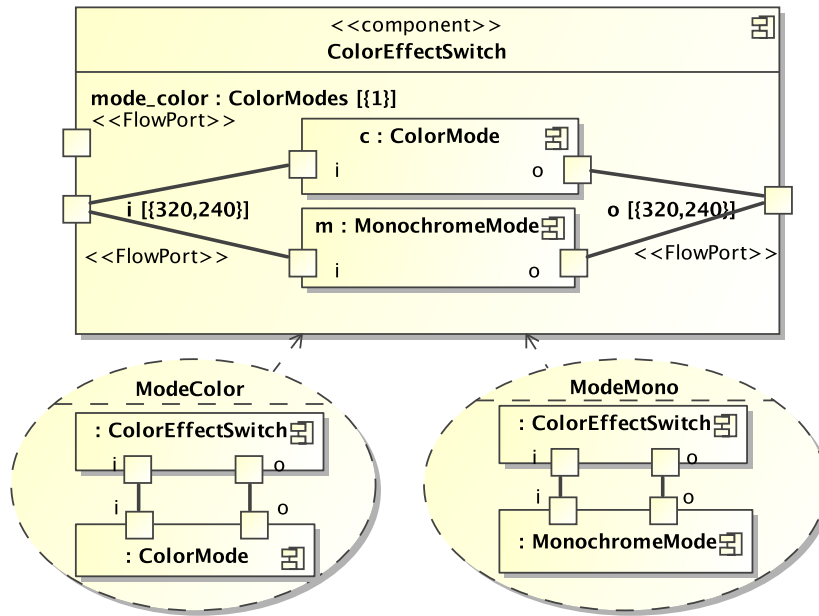 <<component>>
ColorEffectSwitch
mode_color : ColorModes [{1}]
<<FlowPort>>
c : ColorMode
i
o
i [{320,240}]
o [{320,240}]
m : MonochromeMode
<<FlowPort>>
<<FlowPort>>
i
o
ModeColor
: ColorEffectSwitch
i
o
i
o
: ColorMode
ModeMono
: ColorEffectSwitch
i
o
i
o
: MonochromeMode